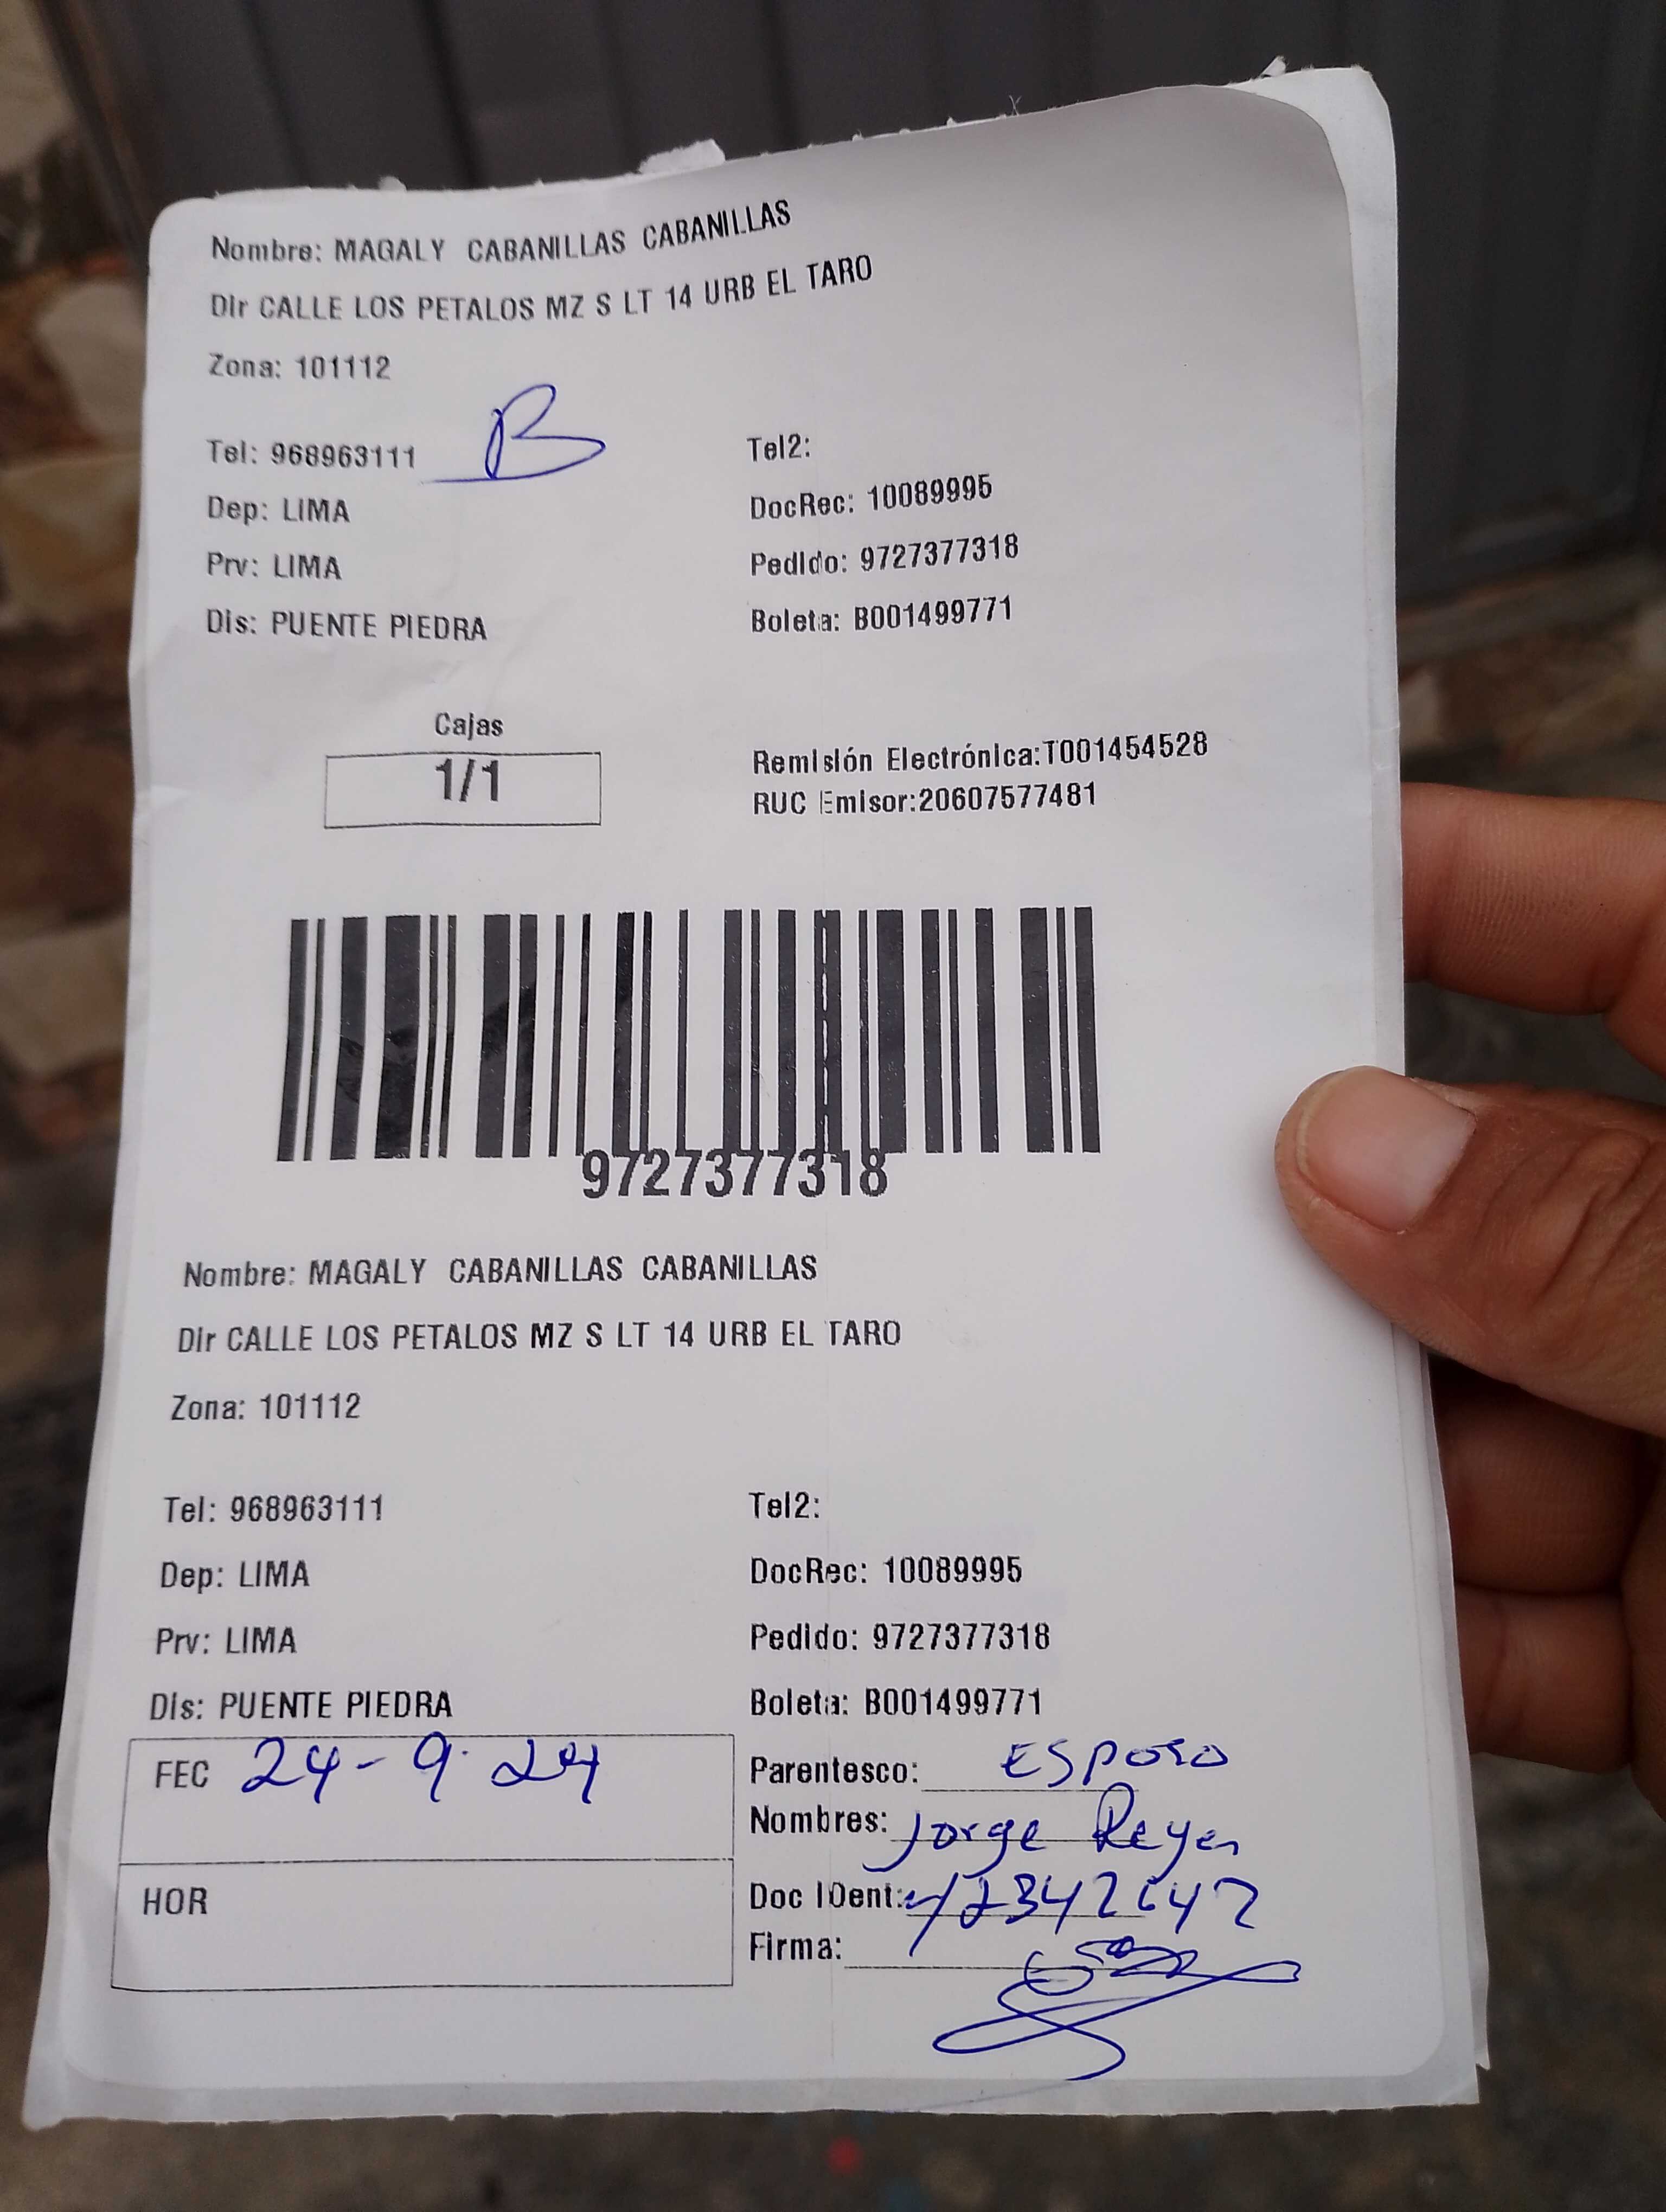 Nombre: MAGALY CABANILLAS CABANILLAS
Dir CALLE LOS PETALOS MZ S LT 14 URB EL TARO
Zona: 101112
B
Tel: 968963111 Tel2:
Dep: LIMA DocRec: 10089995
Prv: LIMA Pedido: 9727377318
Dis: PUENTE PIEDRA Boleta: B001499771
Cajas
1/1
Remisión Electrónica:T001454528
RUC Emisor:20607577481
9727377318
Nombre: MAGALY CABANILLAS CABANILLAS
Dir CALLE LOS PETALOS MZ S LT 14 URB EL TARO
Zona: 101112
Tel: 968963111 Tel2:
Dep: LIMA DocRec: 10089995
Prv: LIMA Pedido: 9727377318
Dis: PUENTE PIEDRA Boleta: B001499771
FEC 24-9-24
Parentesco: ESPOSO
Nombres: Jorge Reyes
HOR
Doc IDent:
Firma: